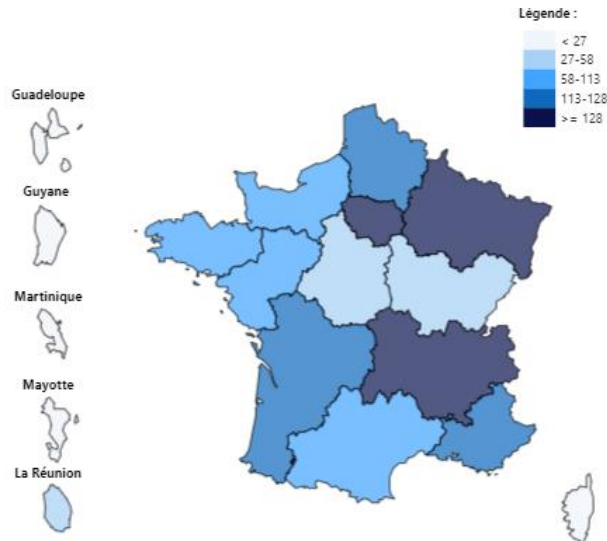 Légende :
< 27
27-58
58-113
113-128
>= 128
Guadeloupe
Guyane
Martinique
Mayotte
La Réunion